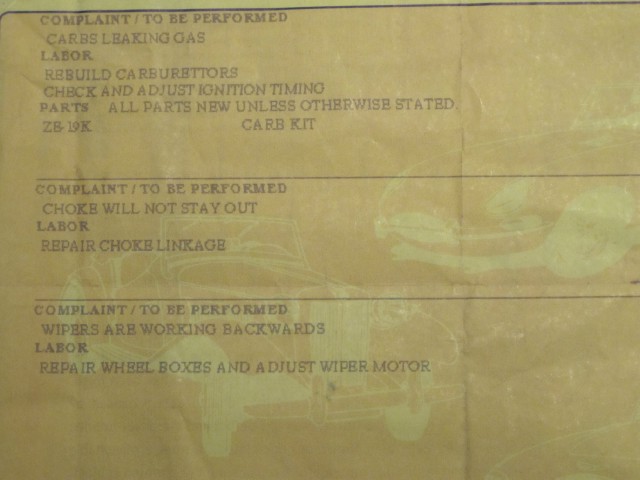 COMPLAINT / TO BE PERFORMED
CARBS LEAKING GAS
LABOR
REBUILD CARBURETTORS
CHECK AND ADJUST IGNITION TIMING
PARTS ALL PARTS NEW UNLESS OTHERWISE STATED.
ZB-19K CARB KIT
COMPLAINT / TO BE PERFORMED
CHOKE WILL NOT STAY OUT
LABOR
REPAIR CHOKE LINKAGE
COMPLAINT / TO BE PERFORMED
WIPERS ARE WORKING BACKWARDS
LABOR
REPAIR WHEEL BOXES AND ADJUST WIPER MOTOR